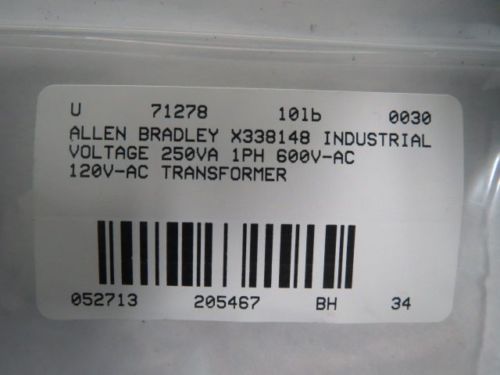 U 71278 10lb 0030
ALLEN BRADLEY X338148 INDUSTRIAL
VOLTAGE 250VA 1PH 600V-AC
120V-AC TRANSFORMER
052713 205467 BH 34